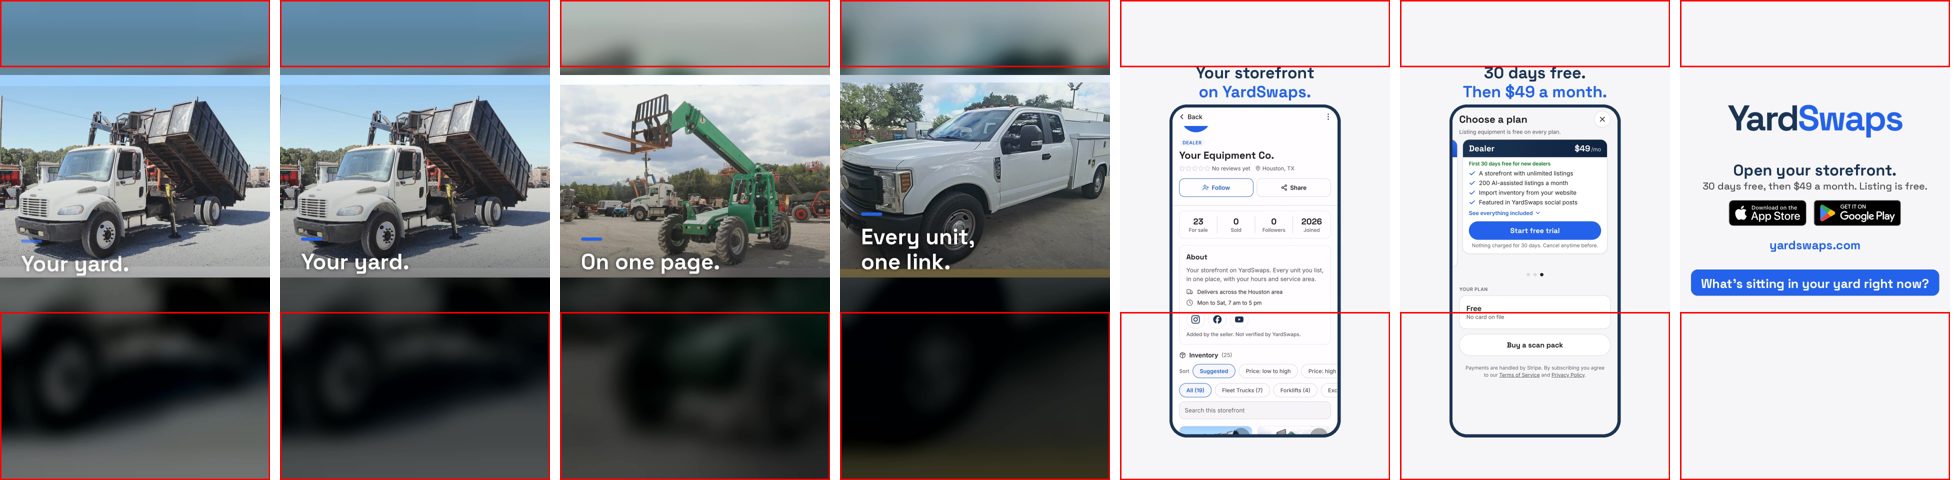 Your yard.
Your yard.
On one page.
Every unit,
one link.
Your storefront
on YardSwaps.
Back
DEALER
Your Equipment Co.
No reviews yet Houston, TX
Follow Share
23 0 0 2026
For sale Sold Followers Joined
About
Your storefront on YardSwaps. Every unit you list,
in one place, with your hours and service area.
Delivers across the Houston area
Mon to Sat, 7 am to 5 pm
Added by the seller. Not verified by YardSwaps.
Inventory (25)
Sort Suggested Price: low to high Price: high
All (19) Fleet Trucks (7) Forklifts (4) Exc
Search this storefront
30 days free.
Then $49 a month.
Choose a plan
Listing equipment is free on every plan.
Dealer $49/mo
First 30 days free for new dealers
A storefront with unlimited listings
200 AI-assisted listings a month
Import inventory from your website
Featured in YardSwaps social posts
See everything included
Start free trial
Nothing charged for 30 days. Cancel anytime before.
YOUR PLAN
Free
No card on file
Buy a scan pack
Payments are handled by Stripe. By subscribing you agree
to our Terms of Service and Privacy Policy.
YardSwaps
Open your storefront.
30 days free, then $49 a month. Listing is free.
Download on the
App Store
GET IT ON
Google Play
yardswaps.com
What's sitting in your yard right now?